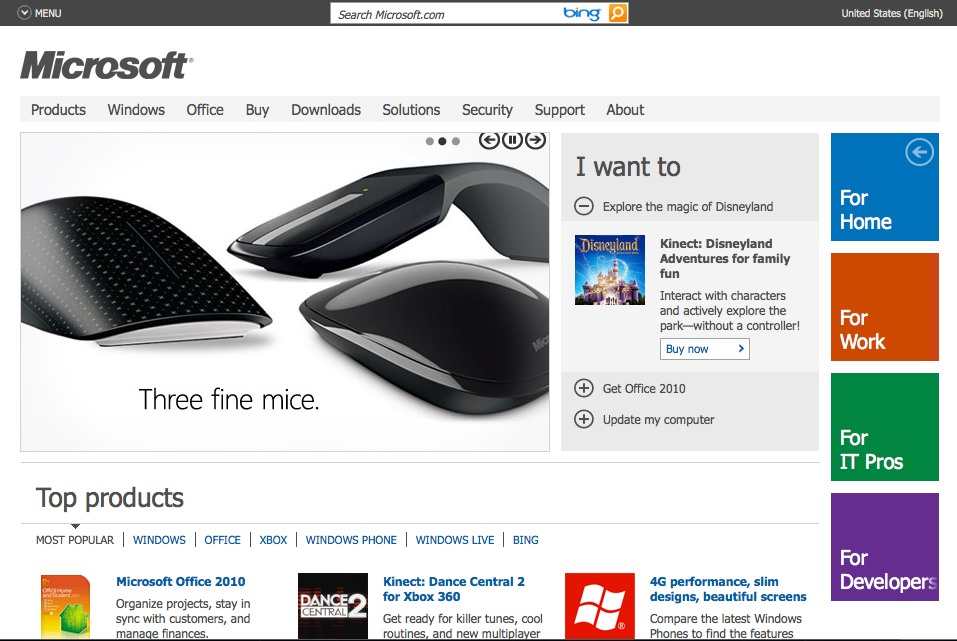 MENU
Search Microsoft.com
bing
United States (English)
Microsoft®
Products
Windows
Office
Buy
Downloads
Solutions
Security
Support
About
Three fine mice.
I want to
Explore the magic of Disneyland
Disneyland
Kinect: Disneyland
Adventures for family
fun
Interact with characters
and actively explore the
park—without a controller!
Buy now
Get Office 2010
Update my computer
For
Home
For
Work
For
IT Pros
For
Developers
Top products
MOST POPULAR
WINDOWS
OFFICE
XBOX
WINDOWS PHONE
WINDOWS LIVE
BING
Microsoft Office 2010
Organize projects, stay in
sync with customers, and
manage finances.
DANCE
CENTRAL 2
Kinect: Dance Central 2
for Xbox 360
Get ready for killer tunes, cool
routines, and new multiplayer
4G performance, slim
designs, beautiful screens
Compare the latest Windows
Phones to find the features